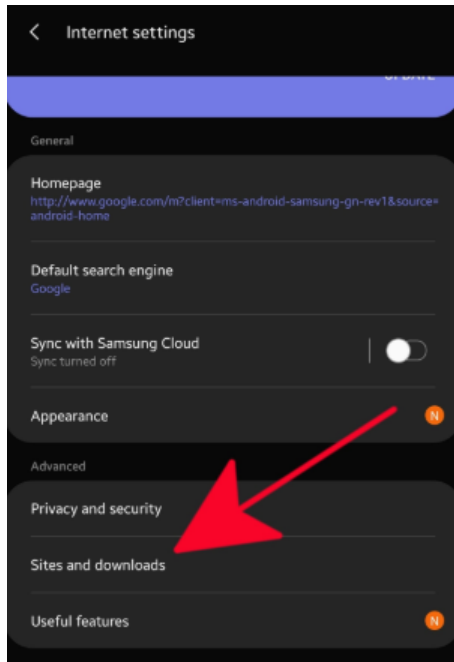 Internet settings
UPDATE
General
Homepage
http://www.google.com/m?client=ms-android-samsung-gn-rev1&source=
android-home
Default search engine
Google
Sync with Samsung Cloud
Sync turned off
Appearance
N
Advanced
Privacy and security
Sites and downloads
Useful features
N